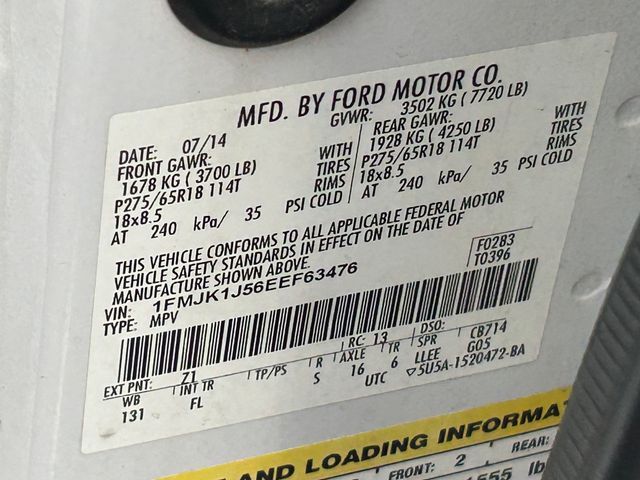 MFD. BY FORD MOTOR CO.
DATE: 07/14 GVWR: 3502 KG ( 7720 LB)
FRONT GAWR: REAR GAWR:
1678 KG ( 3700 LB) WITH 1928 KG ( 4250 LB) WITH
P275/65R18 114T TIRES P275/65R18 114T TIRES
18x8.5 RIMS 18x8.5 RIMS
AT 240 kPa/ 35 PSI COLD AT 240 kPa/ 35 PSI COLD
THIS VEHICLE CONFORMS TO ALL APPLICABLE FEDERAL MOTOR
VEHICLE SAFETY STANDARDS IN EFFECT ON THE DATE OF
MANUFACTURE SHOWN ABOVE.
F0283
T0396
VIN: 1FMJK1J56EEF63476
TYPE: MPV
EXT PNT: Z1 RC: 13 DSO: CB714
WB INT TR TP/PS R AXLE TR SPR G05
131 FL S 16 6 LLEE
UTC ▽5U5A-1520472-BA
AND LOADING INFORMA
FRONT: 2 REAR:
555 lb